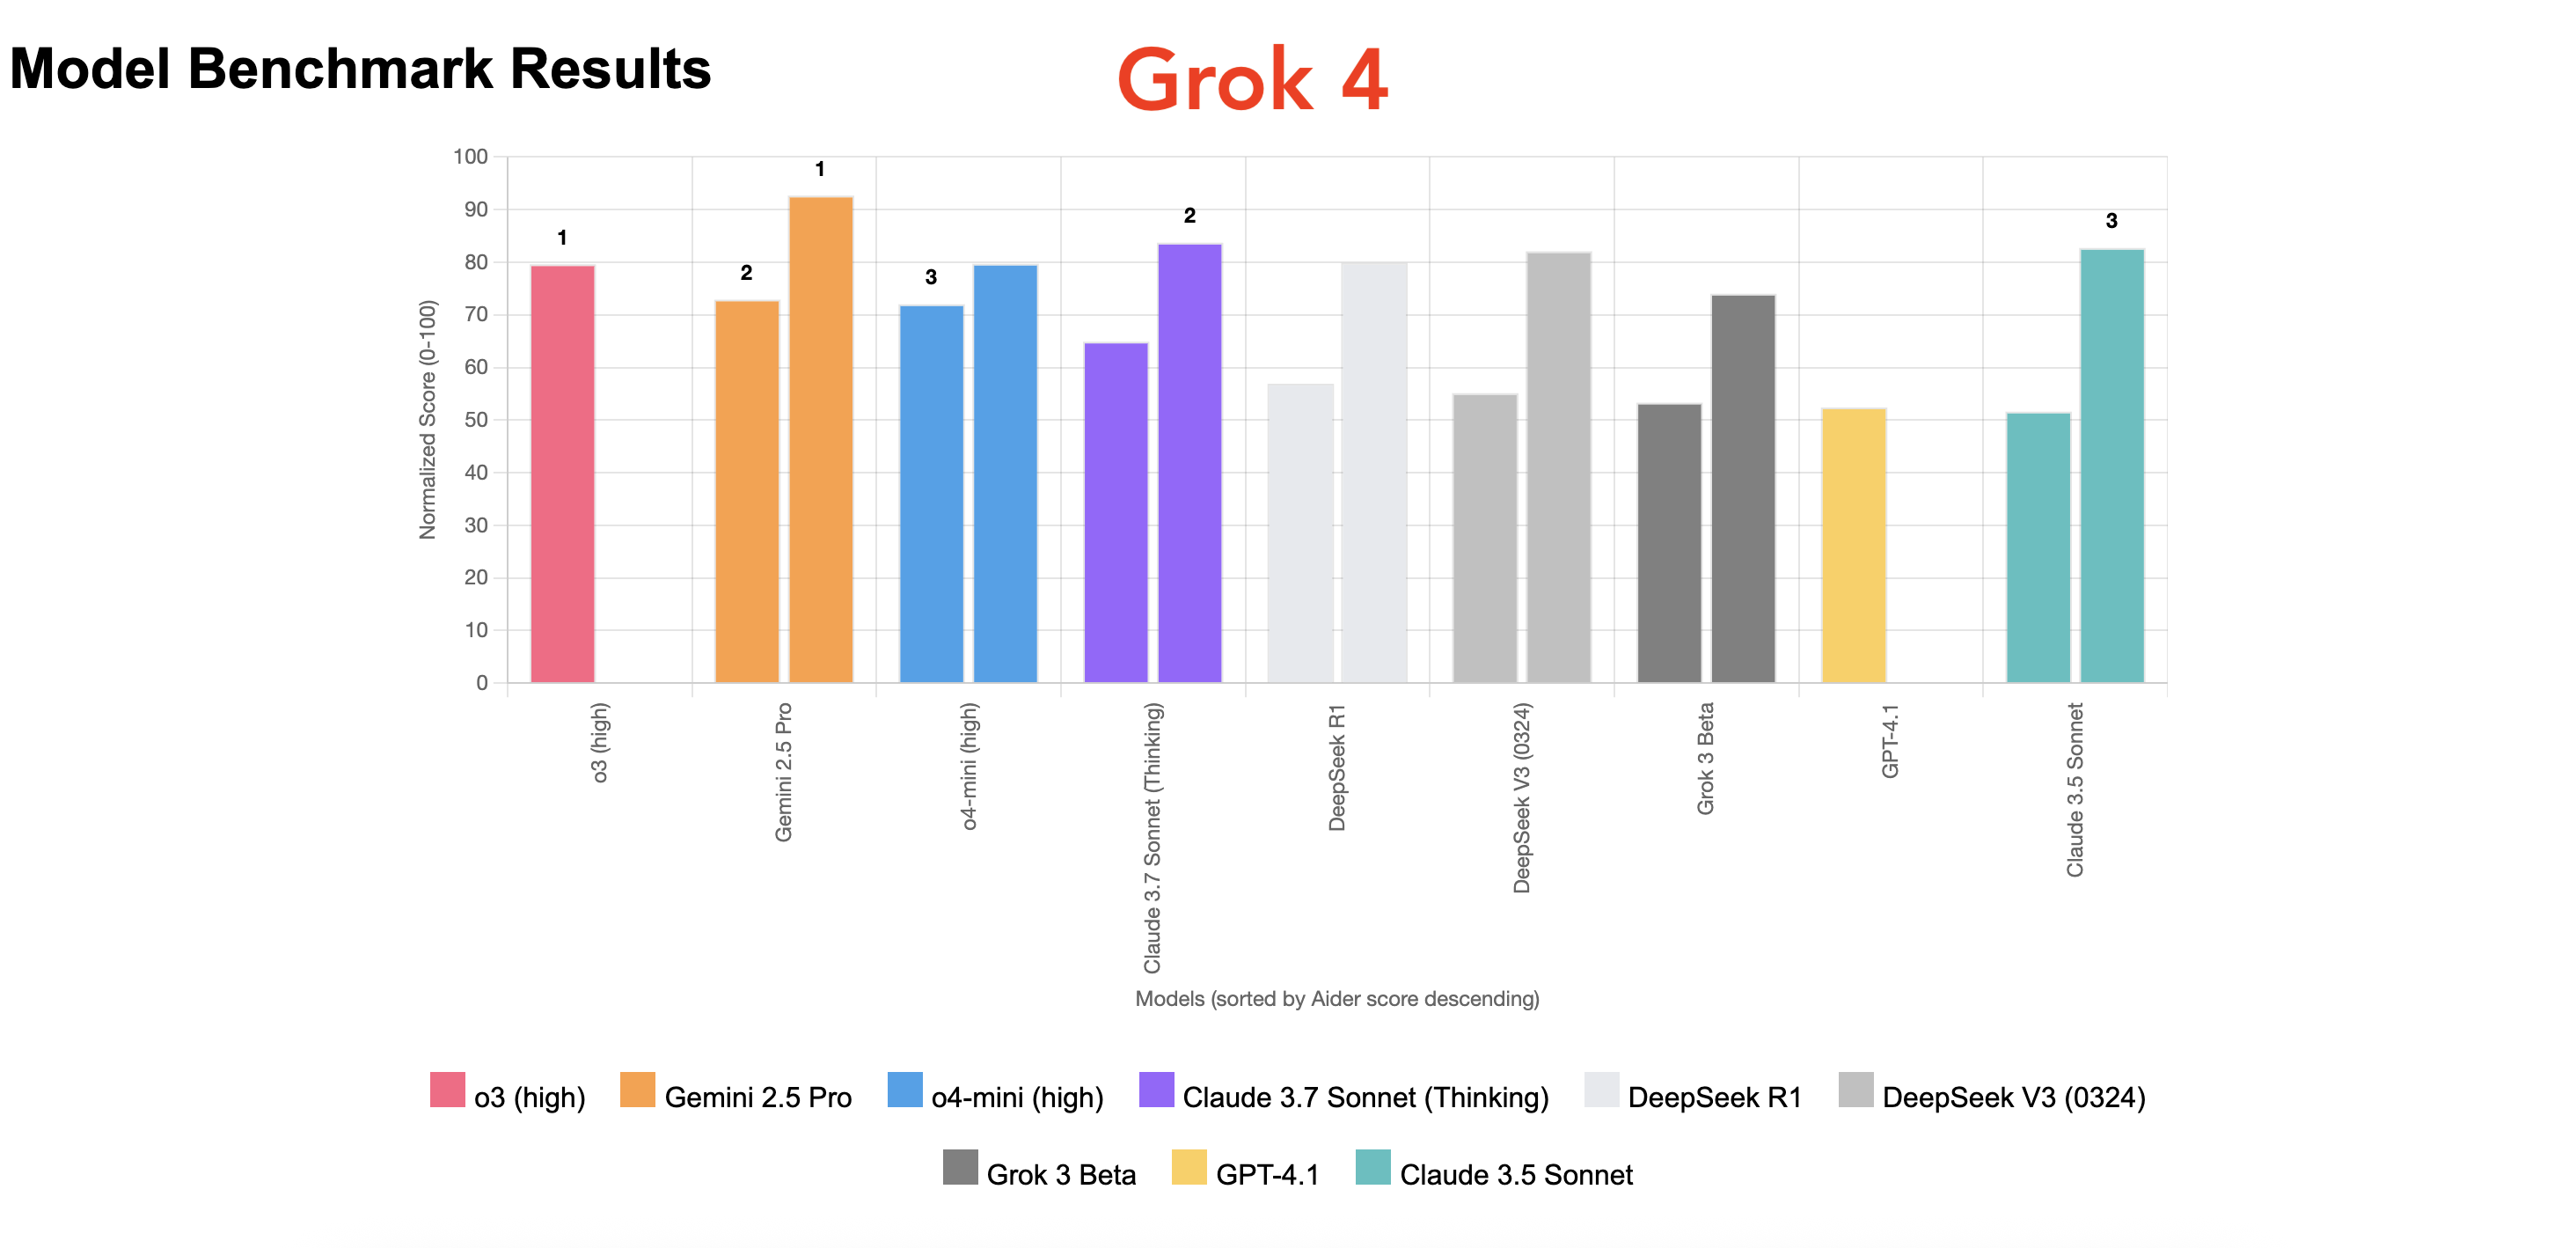 Model Benchmark Results
Grok 4
Normalized Score (0-100)
100
90
80
70
60
50
40
30
20
10
0
1
2
1
3
2
3
o3 (high)
Gemini 2.5 Pro
o4-mini (high)
Claude 3.7 Sonnet (Thinking)
DeepSeek R1
DeepSeek V3 (0324)
Grok 3 Beta
GPT-4.1
Claude 3.5 Sonnet
Models (sorted by Aider score descending)
o3 (high) Gemini 2.5 Pro o4-mini (high) Claude 3.7 Sonnet (Thinking) DeepSeek R1 DeepSeek V3 (0324)
Grok 3 Beta GPT-4.1 Claude 3.5 Sonnet